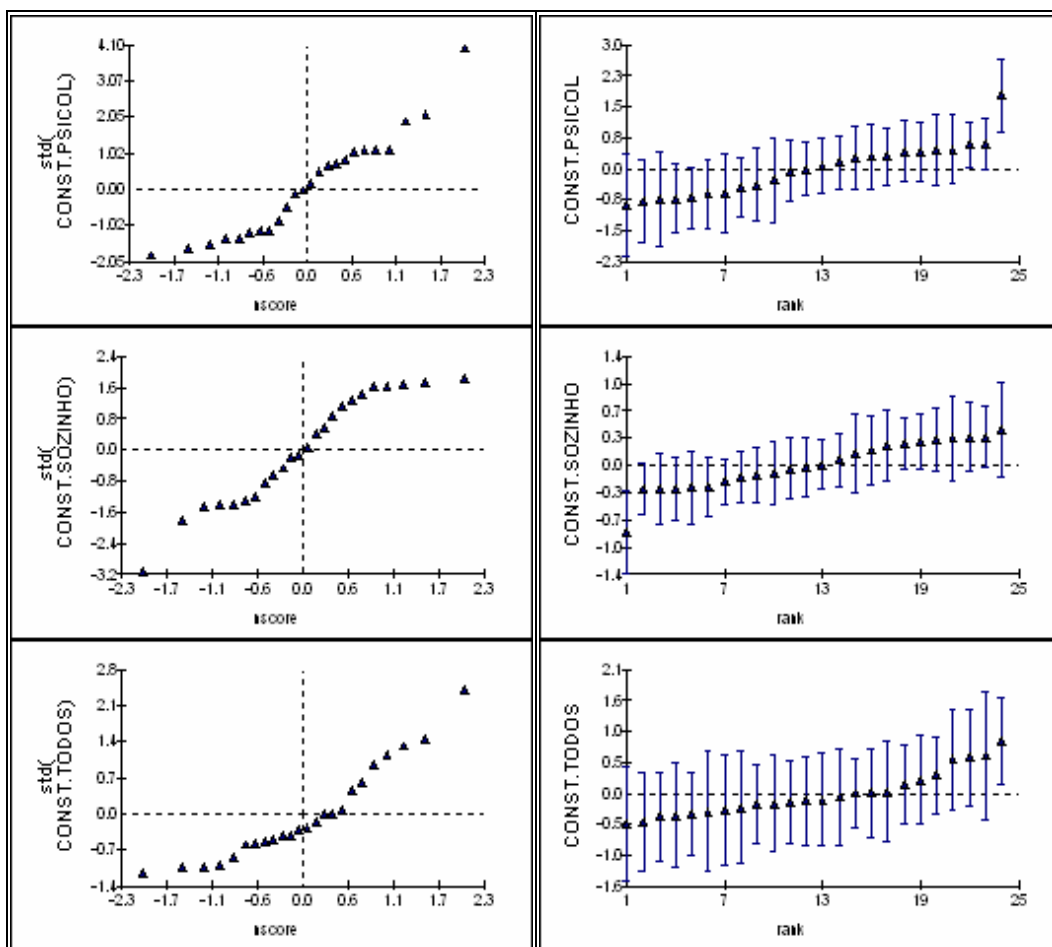 4.10
3.07
2.05
1.02
0.00
-1.02
-2.05
std(
CONST.PSICOL)
-2.3 -1.7 -1.1 -0.6 0.0 0.6 1.1 1.7 2.3
nscore
3.0
2.3
1.5
0.8
0.0
-0.8
-1.5
-2.3
CONST.PSICOL
1 7 13 19 25
rank
2.4
1.6
0.8
0.0
-0.8
-1.6
-2.4
-3.2
std(
CONST.SOZINHO)
-2.3 -1.7 -1.1 -0.6 0.0 0.6 1.1 1.7 2.3
nscore
1.4
1.0
0.7
0.3
0.0
-0.3
-0.7
-1.0
-1.4
CONST.SOZINHO
1 7 13 19 25
rank
2.8
2.1
1.4
0.7
0.0
-0.7
-1.4
std(
CONST.TODOS)
-2.3 -1.7 -1.1 -0.6 0.0 0.6 1.1 1.7 2.3
nscore
2.1
1.6
1.0
0.5
0.0
-0.5
-1.0
-1.6
CONST.TODOS
1 7 13 19 25
rank